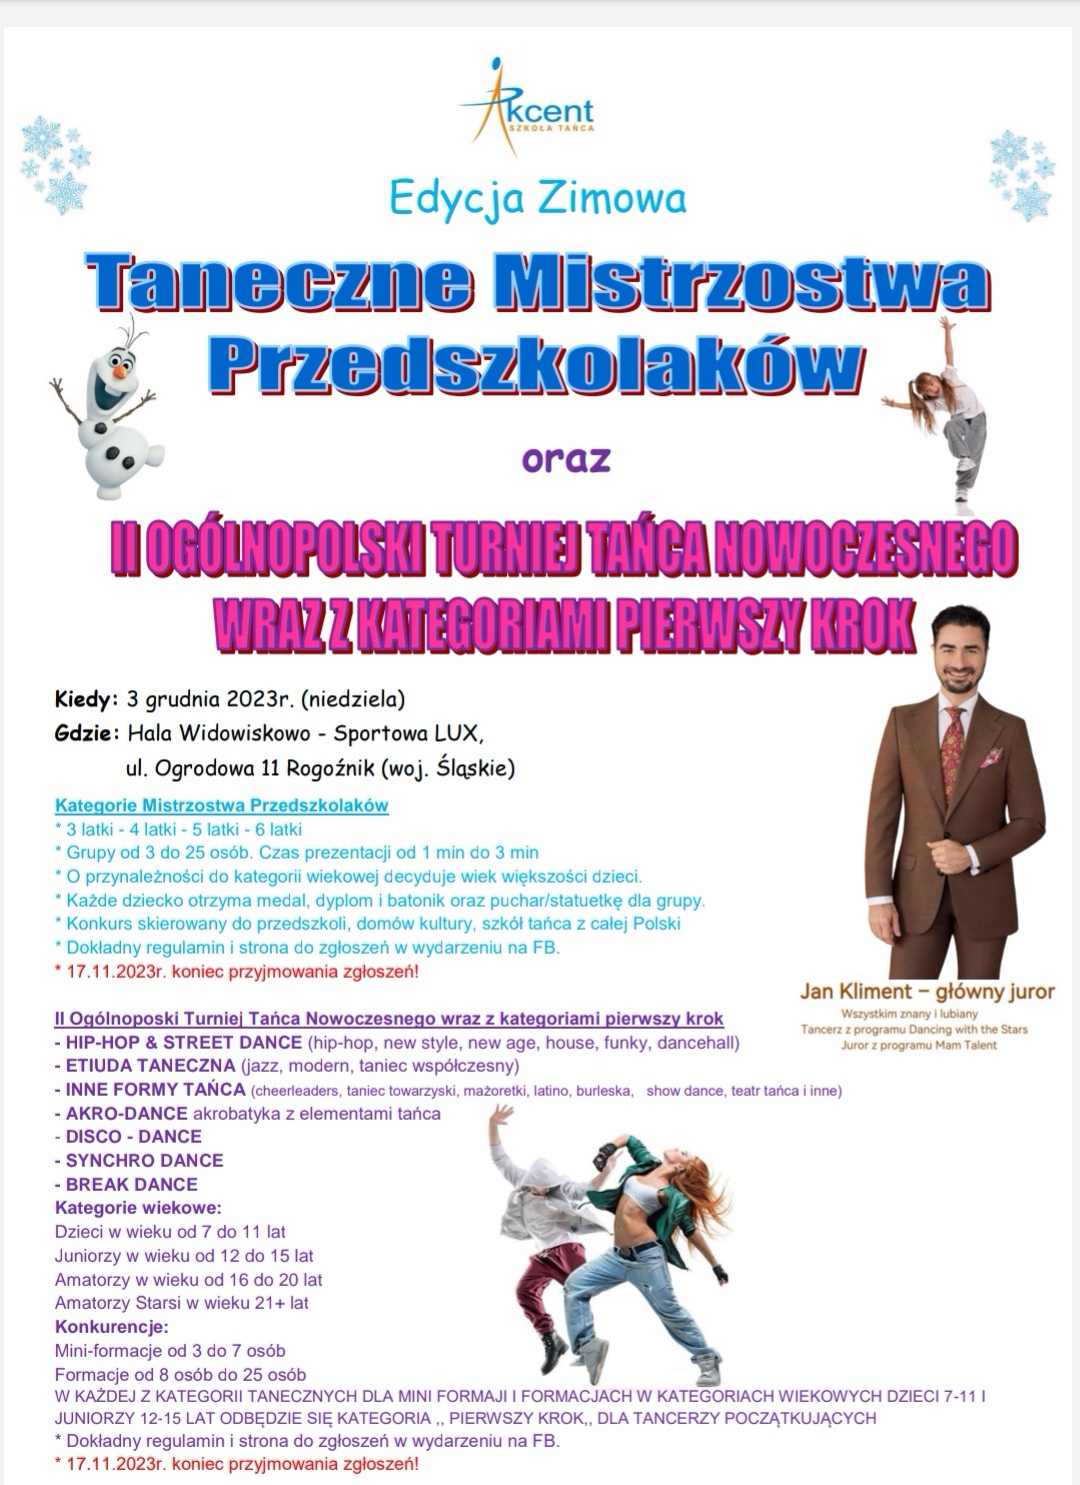 Akcent
SZKOŁA TAŃCA
Edycja Zimowa
Taneczne Mistrzostwa
Przedszkolaków
oraz
II OGÓLNOPOLSKI TURNIEJ TAŃCA NOWOCZESNEGO
WRAZ Z KATEGORIAMI PIERWSZY KROK
Kiedy: 3 grudnia 2023r. (niedziela)
Gdzie: Hala Widowiskowo - Sportowa LUX,
ul. Ogrodowa 11 Rogoźnik (woj. Śląskie)
Kategorie Mistrzostwa Przedszkolaków
* 3 latki - 4 latki - 5 latki - 6 latki
* Grupy od 3 do 25 osób. Czas prezentacji od 1 min do 3 min
* O przynależności do kategorii wiekowej decyduje wiek większości dzieci.
* Każde dziecko otrzyma medal, dyplom i batonik oraz puchar/statuetkę dla grupy.
* Konkurs skierowany do przedszkoli, domów kultury, szkół tańca z całej Polski
* Dokładny regulamin i strona do zgłoszeń w wydarzeniu na FB.
* 17.11.2023r. koniec przyjmowania zgłoszeń!
Jan Kliment – główny juror
Wszystkim znany i lubiany
Tancerz z programu Dancing with the Stars
Juror z programu Mam Talent
II Ogólnoposki Turniej Tańca Nowoczesnego wraz z kategoriami pierwszy krok
- HIP-HOP & STREET DANCE (hip-hop, new style, new age, house, funky, dancehall)
- ETIUDA TANECZNA (jazz, modern, taniec współczesny)
- INNE FORMY TAŃCA (cheerleaders, taniec towarzyski, mażoretki, latino, burleska, show dance, teatr tańca i inne)
- AKRO-DANCE akrobatyka z elementami tańca
- DISCO - DANCE
- SYNCHRO DANCE
- BREAK DANCE
Kategorie wiekowe:
Dzieci w wieku od 7 do 11 lat
Juniorzy w wieku od 12 do 15 lat
Amatorzy w wieku od 16 do 20 lat
Amatorzy Starsi w wieku 21+ lat
Konkurencje:
Mini-formacje od 3 do 7 osób
Formacje od 8 osób do 25 osób
W KAŻDEJ Z KATEGORII TANECZNYCH DLA MINI FORMAJI I FORMACJACH W KATEGORIACH WIEKOWYCH DZIECI 7-11 I
JUNIORZY 12-15 LAT ODBĘDZIE SIĘ KATEGORIA ,, PIERWSZY KROK,, DLA TANCERZY POCZĄTKUJĄCYCH
* Dokładny regulamin i strona do zgłoszeń w wydarzeniu na FB.
* 17.11.2023r. koniec przyjmowania zgłoszeń!